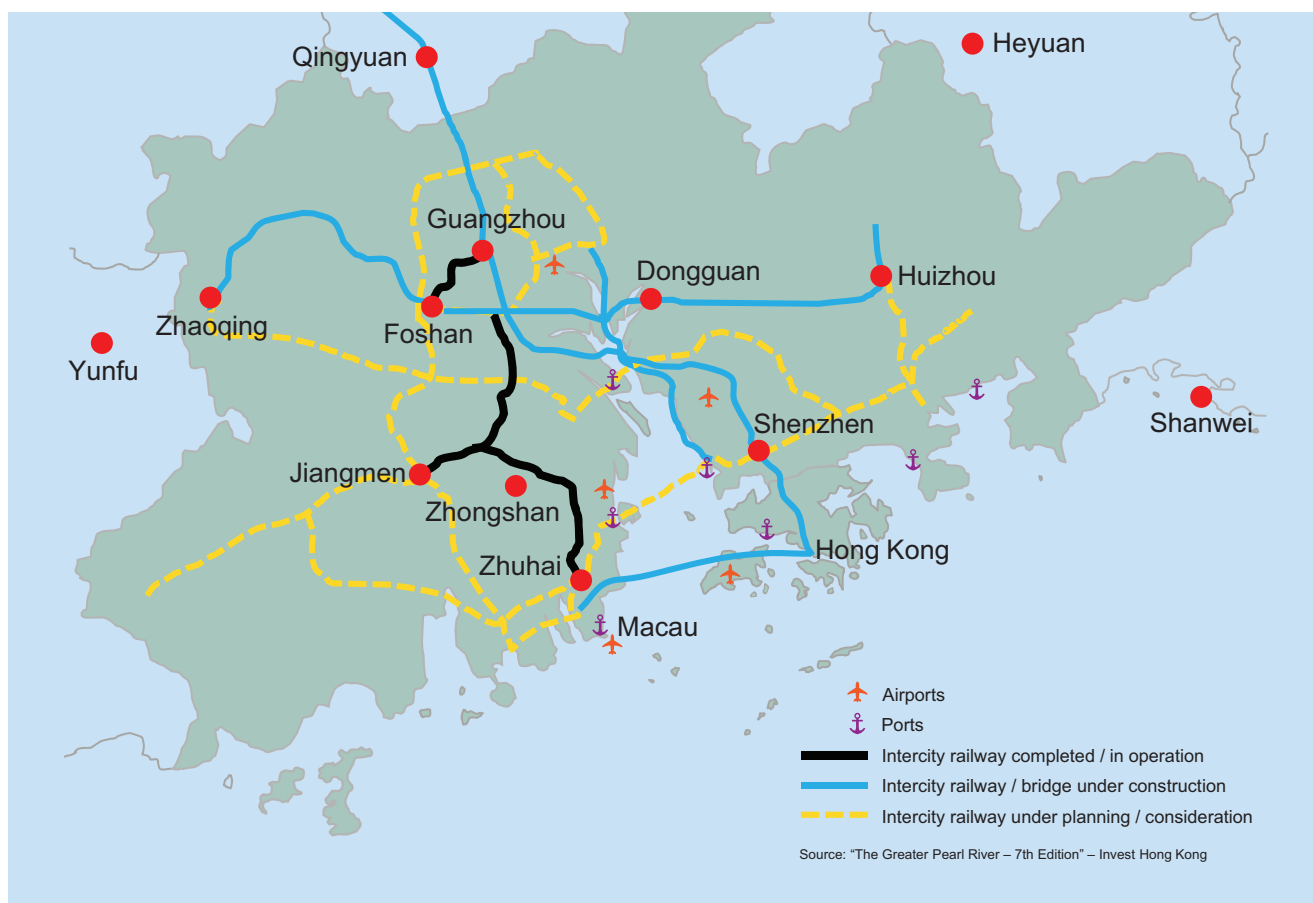 Qingyuan
Heyuan
Guangzhou
Dongguan
Huizhou
Zhaoqing
Foshan
Yunfu
Shanwei
Shenzhen
Jiangmen
Zhongshan
Hong Kong
Zhuhai
Macau
Airports
Ports
Intercity railway completed / in operation
Intercity railway / bridge under construction
Intercity railway under planning / consideration
Source: “The Greater Pearl River – 7th Edition” – Invest Hong Kong